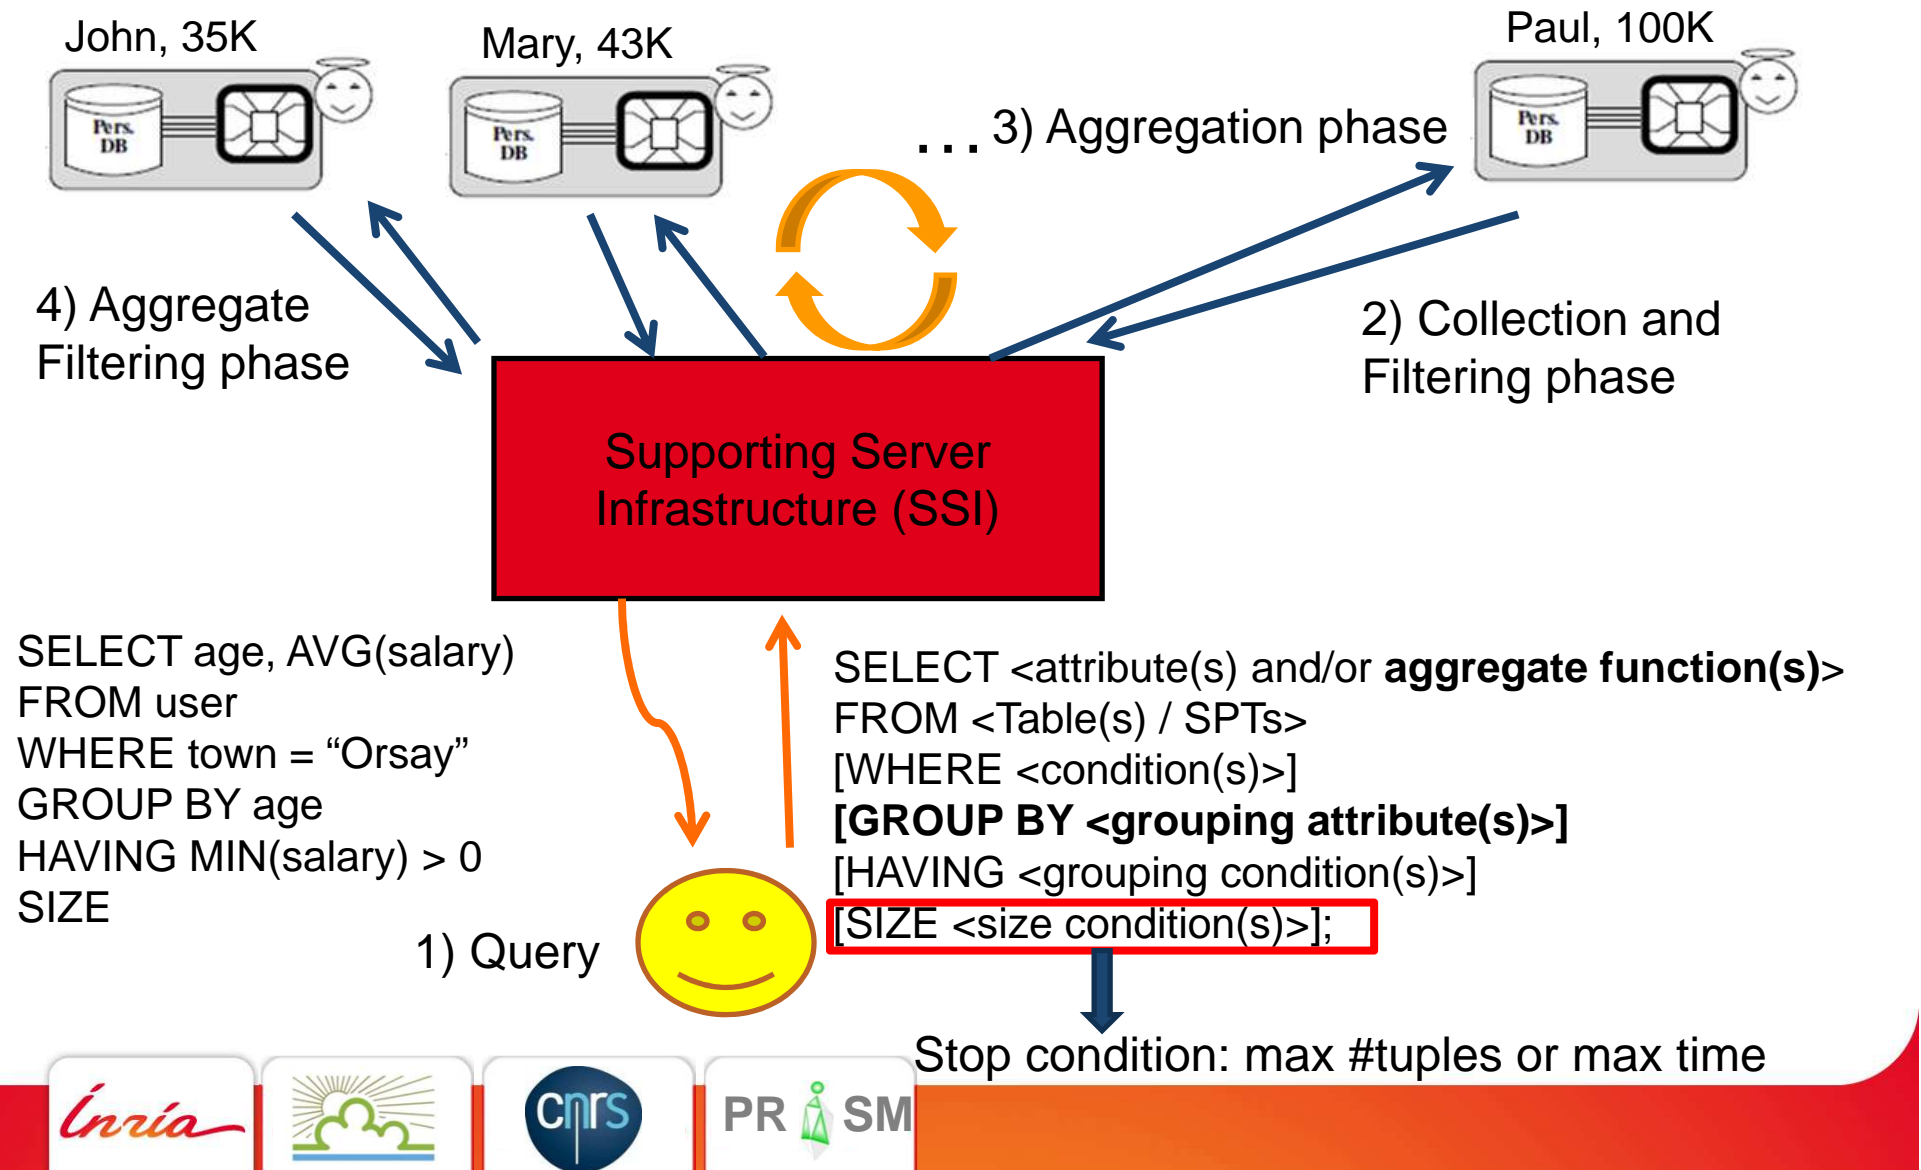 John, 35K
Mary, 43K
Paul, 100K
Pers.
DB
Pers.
DB
Pers.
DB
... 3) Aggregation phase
4) Aggregate
Filtering phase
2) Collection and
Filtering phase
Supporting Server
Infrastructure (SSI)
SELECT age, AVG(salary)
FROM user
WHERE town = “Orsay”
GROUP BY age
HAVING MIN(salary) > 0
SIZE
1) Query
SELECT <attribute(s) and/or aggregate function(s)>
FROM <Table(s) / SPTs>
[WHERE <condition(s)>]
[GROUP BY <grouping attribute(s)>]
[HAVING <grouping condition(s)>]
[SIZE <size condition(s)>];
Stop condition: max #tuples or max time
Inría
cnrs
PRiSM